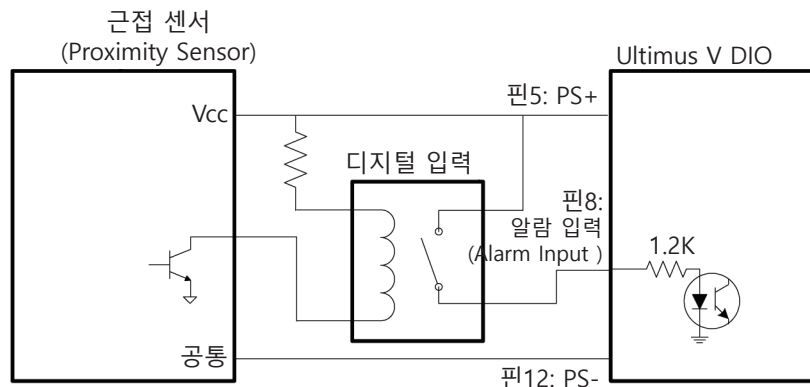 근접 센서
(Proximity Sensor)
Ultimus V DIO
Vcc
핀5: PS+
디지털 입력
핀8:
알람 입력
(Alarm Input )
1.2K
공통
핀12: PS-